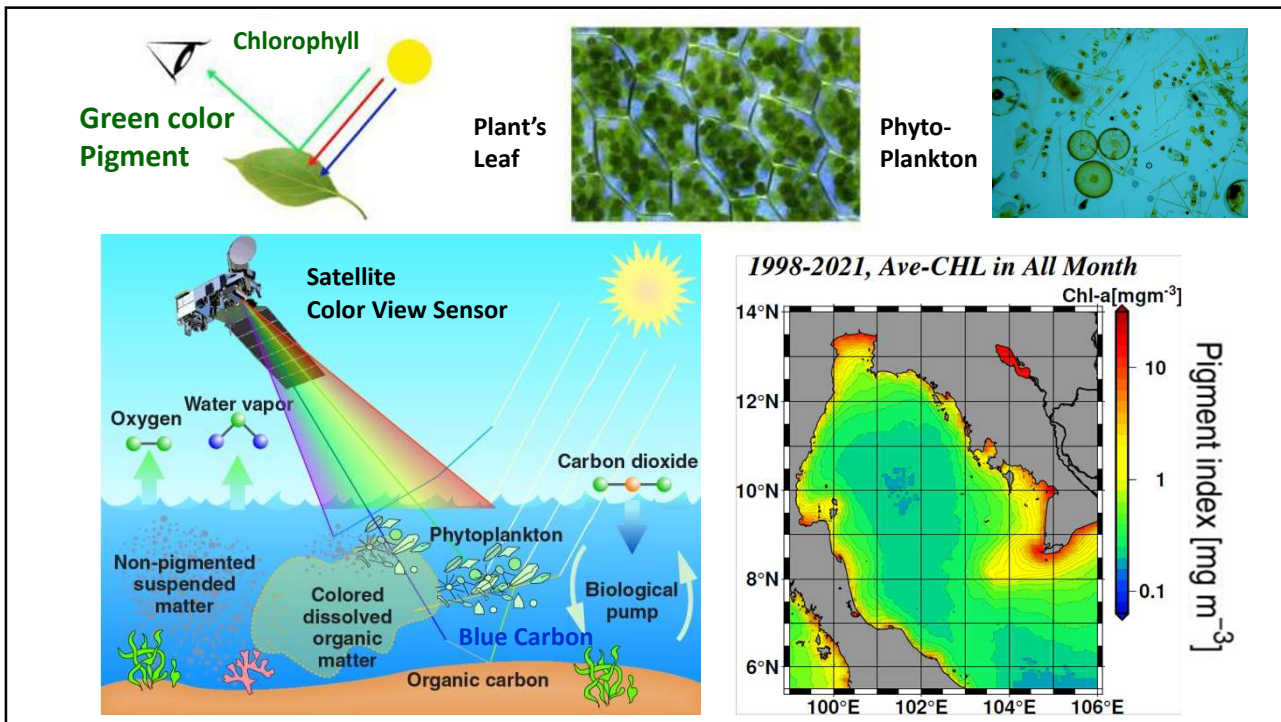 Chlorophyll
Green color
Pigment
Plant's
Leaf
Phyto-
Plankton
Satellite
Color View Sensor
Oxygen
Water vapor
Carbon dioxide
Phytoplankton
Non-pigmented
suspended
matter
Colored
dissolved
organic
matter
Biological
pump
Blue Carbon
Organic carbon
1998-2021, Ave-CHL in All Month
Chl-a[mgm⁻³]
14°N
12°N
10°N
8°N
6°N
100°E
102°E
104°E
106°E
10
1
0.1
Pigment index [mg m⁻³]